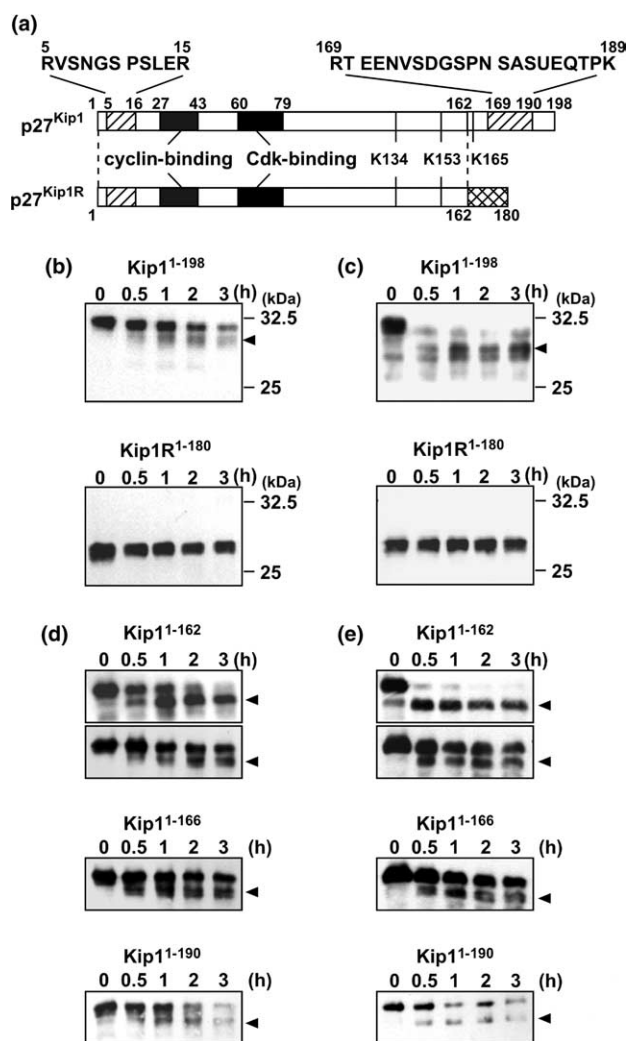 (a)
5 15 169 189
RVSNGS PSLER RT EENVSDGSPN SASUEQTPK
1 5 16 27 43 60 79 162 169 190 198
p27Kip1
cyclin-binding Cdk-binding K134 K153 K165
p27Kip1R
1 162 180
(b) (c)
Kip11-198 Kip11-198
0 0.5 1 2 3 (h) (kDa) 0 0.5 1 2 3 (h) (kDa)
32.5 32.5
25 25
Kip1R1-180 Kip1R1-180
0 0.5 1 2 3 (h) (kDa) 0 0.5 1 2 3 (h) (kDa)
32.5 32.5
25 25
(d) (e)
Kip11-162 Kip11-162
0 0.5 1 2 3 (h) 0 0.5 1 2 3 (h)
Kip11-166 Kip11-166
0 0.5 1 2 3 (h) 0 0.5 1 2 3 (h)
Kip11-190 Kip11-190
0 0.5 1 2 3 (h) 0 0.5 1 2 3 (h)